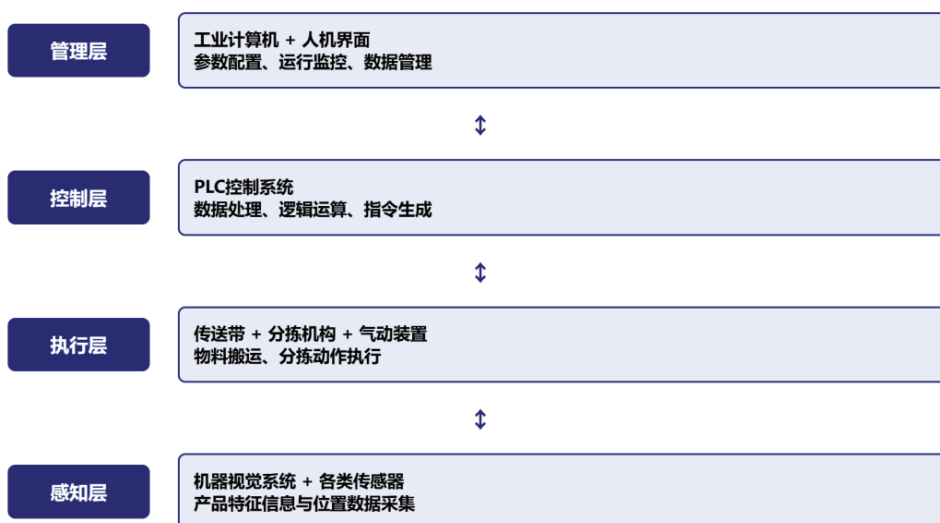 管理层
工业计算机 + 人机界面
参数配置、运行监控、数据管理
控制层
PLC控制系统
数据处理、逻辑运算、指令生成
执行层
传送带 + 分拣机构 + 气动装置
物料搬运、分拣动作执行
感知层
机器视觉系统 + 各类传感器
产品特征信息与位置数据采集